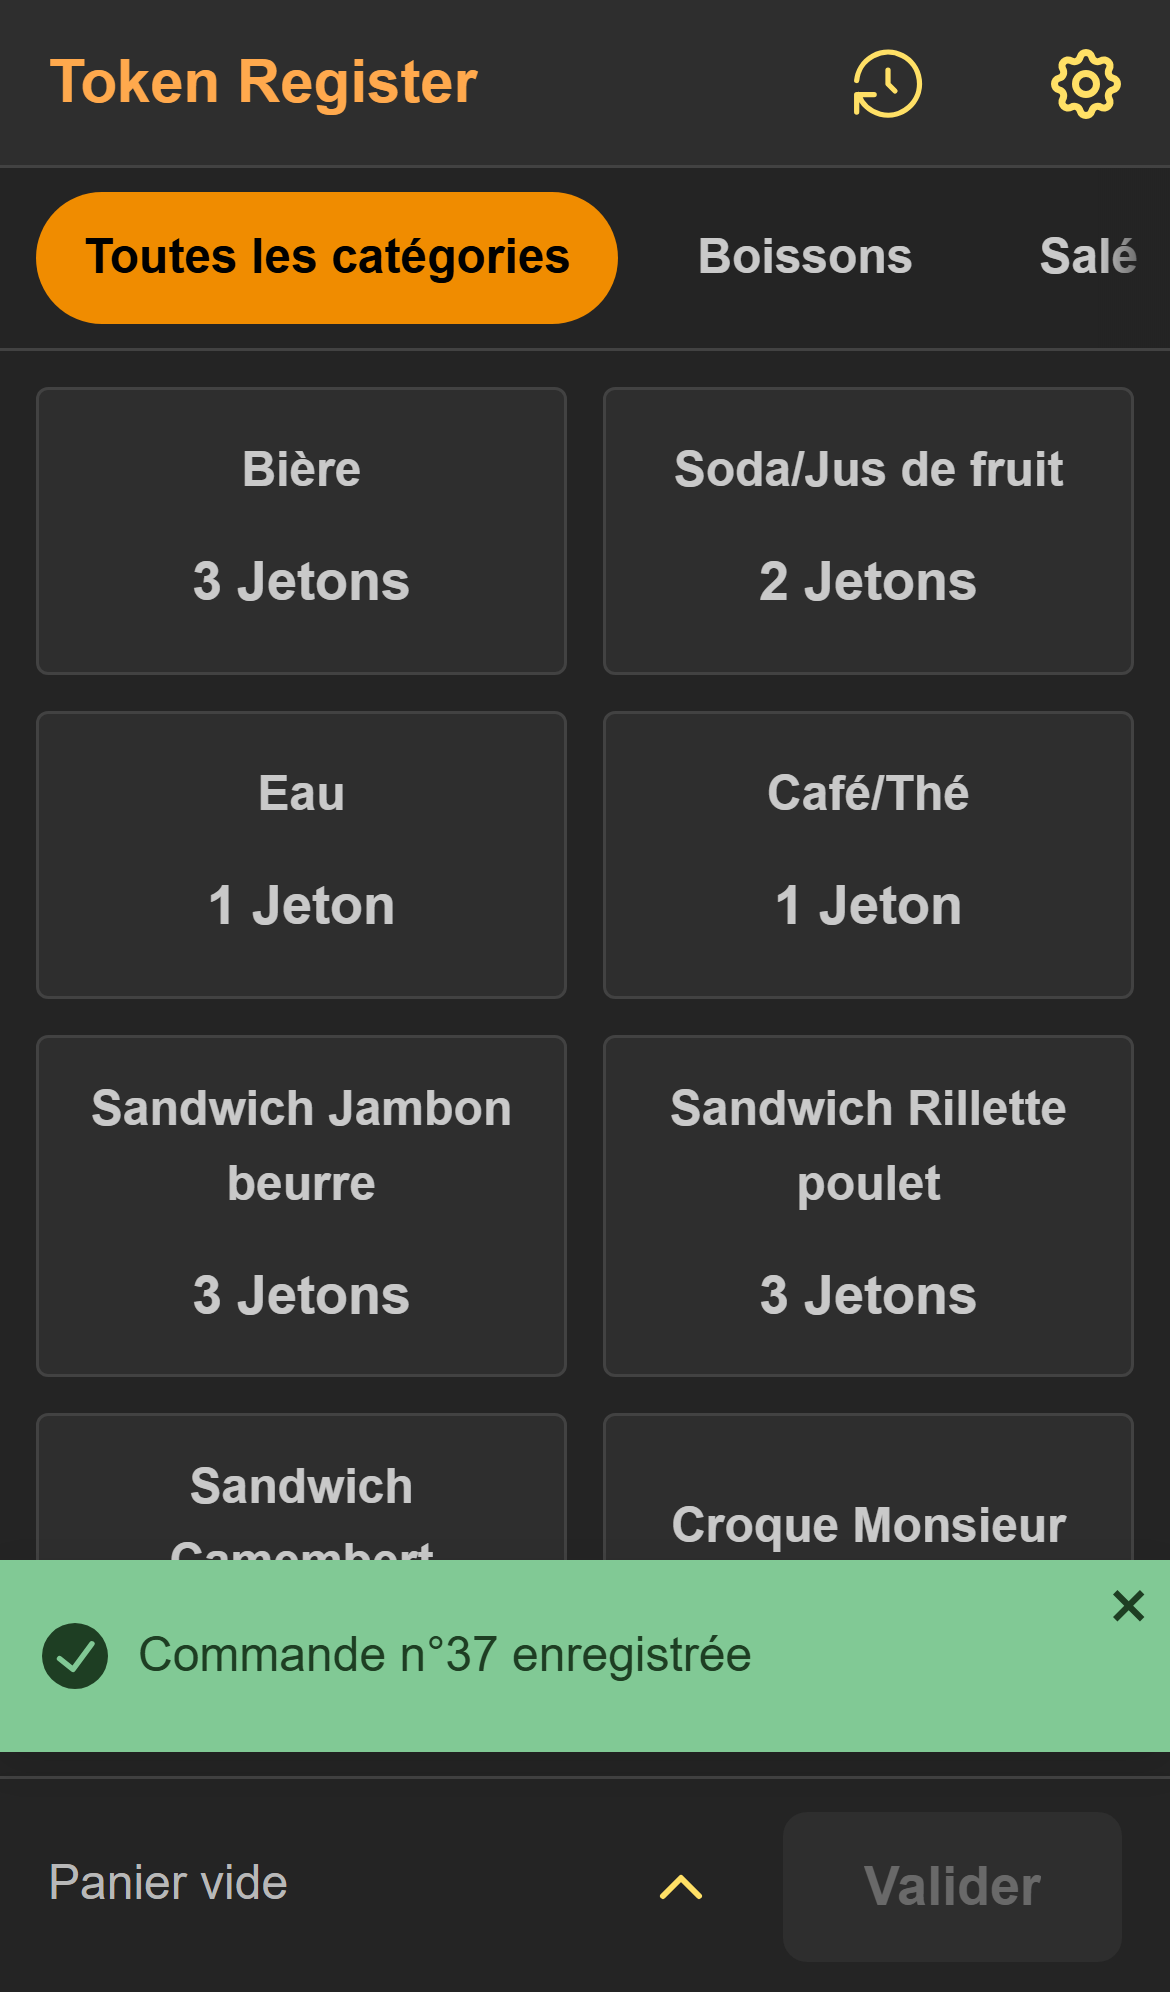 Token Register
Toutes les catégories Boissons Salé
Bière
3 Jetons
Soda/Jus de fruit
2 Jetons
Eau
1 Jeton
Café/Thé
1 Jeton
Sandwich Jambon
beurre
3 Jetons
Sandwich Rillette
poulet
3 Jetons
Sandwich
Camembert
Croque Monsieur
Commande n°37 enregistrée
Panier vide
Valider